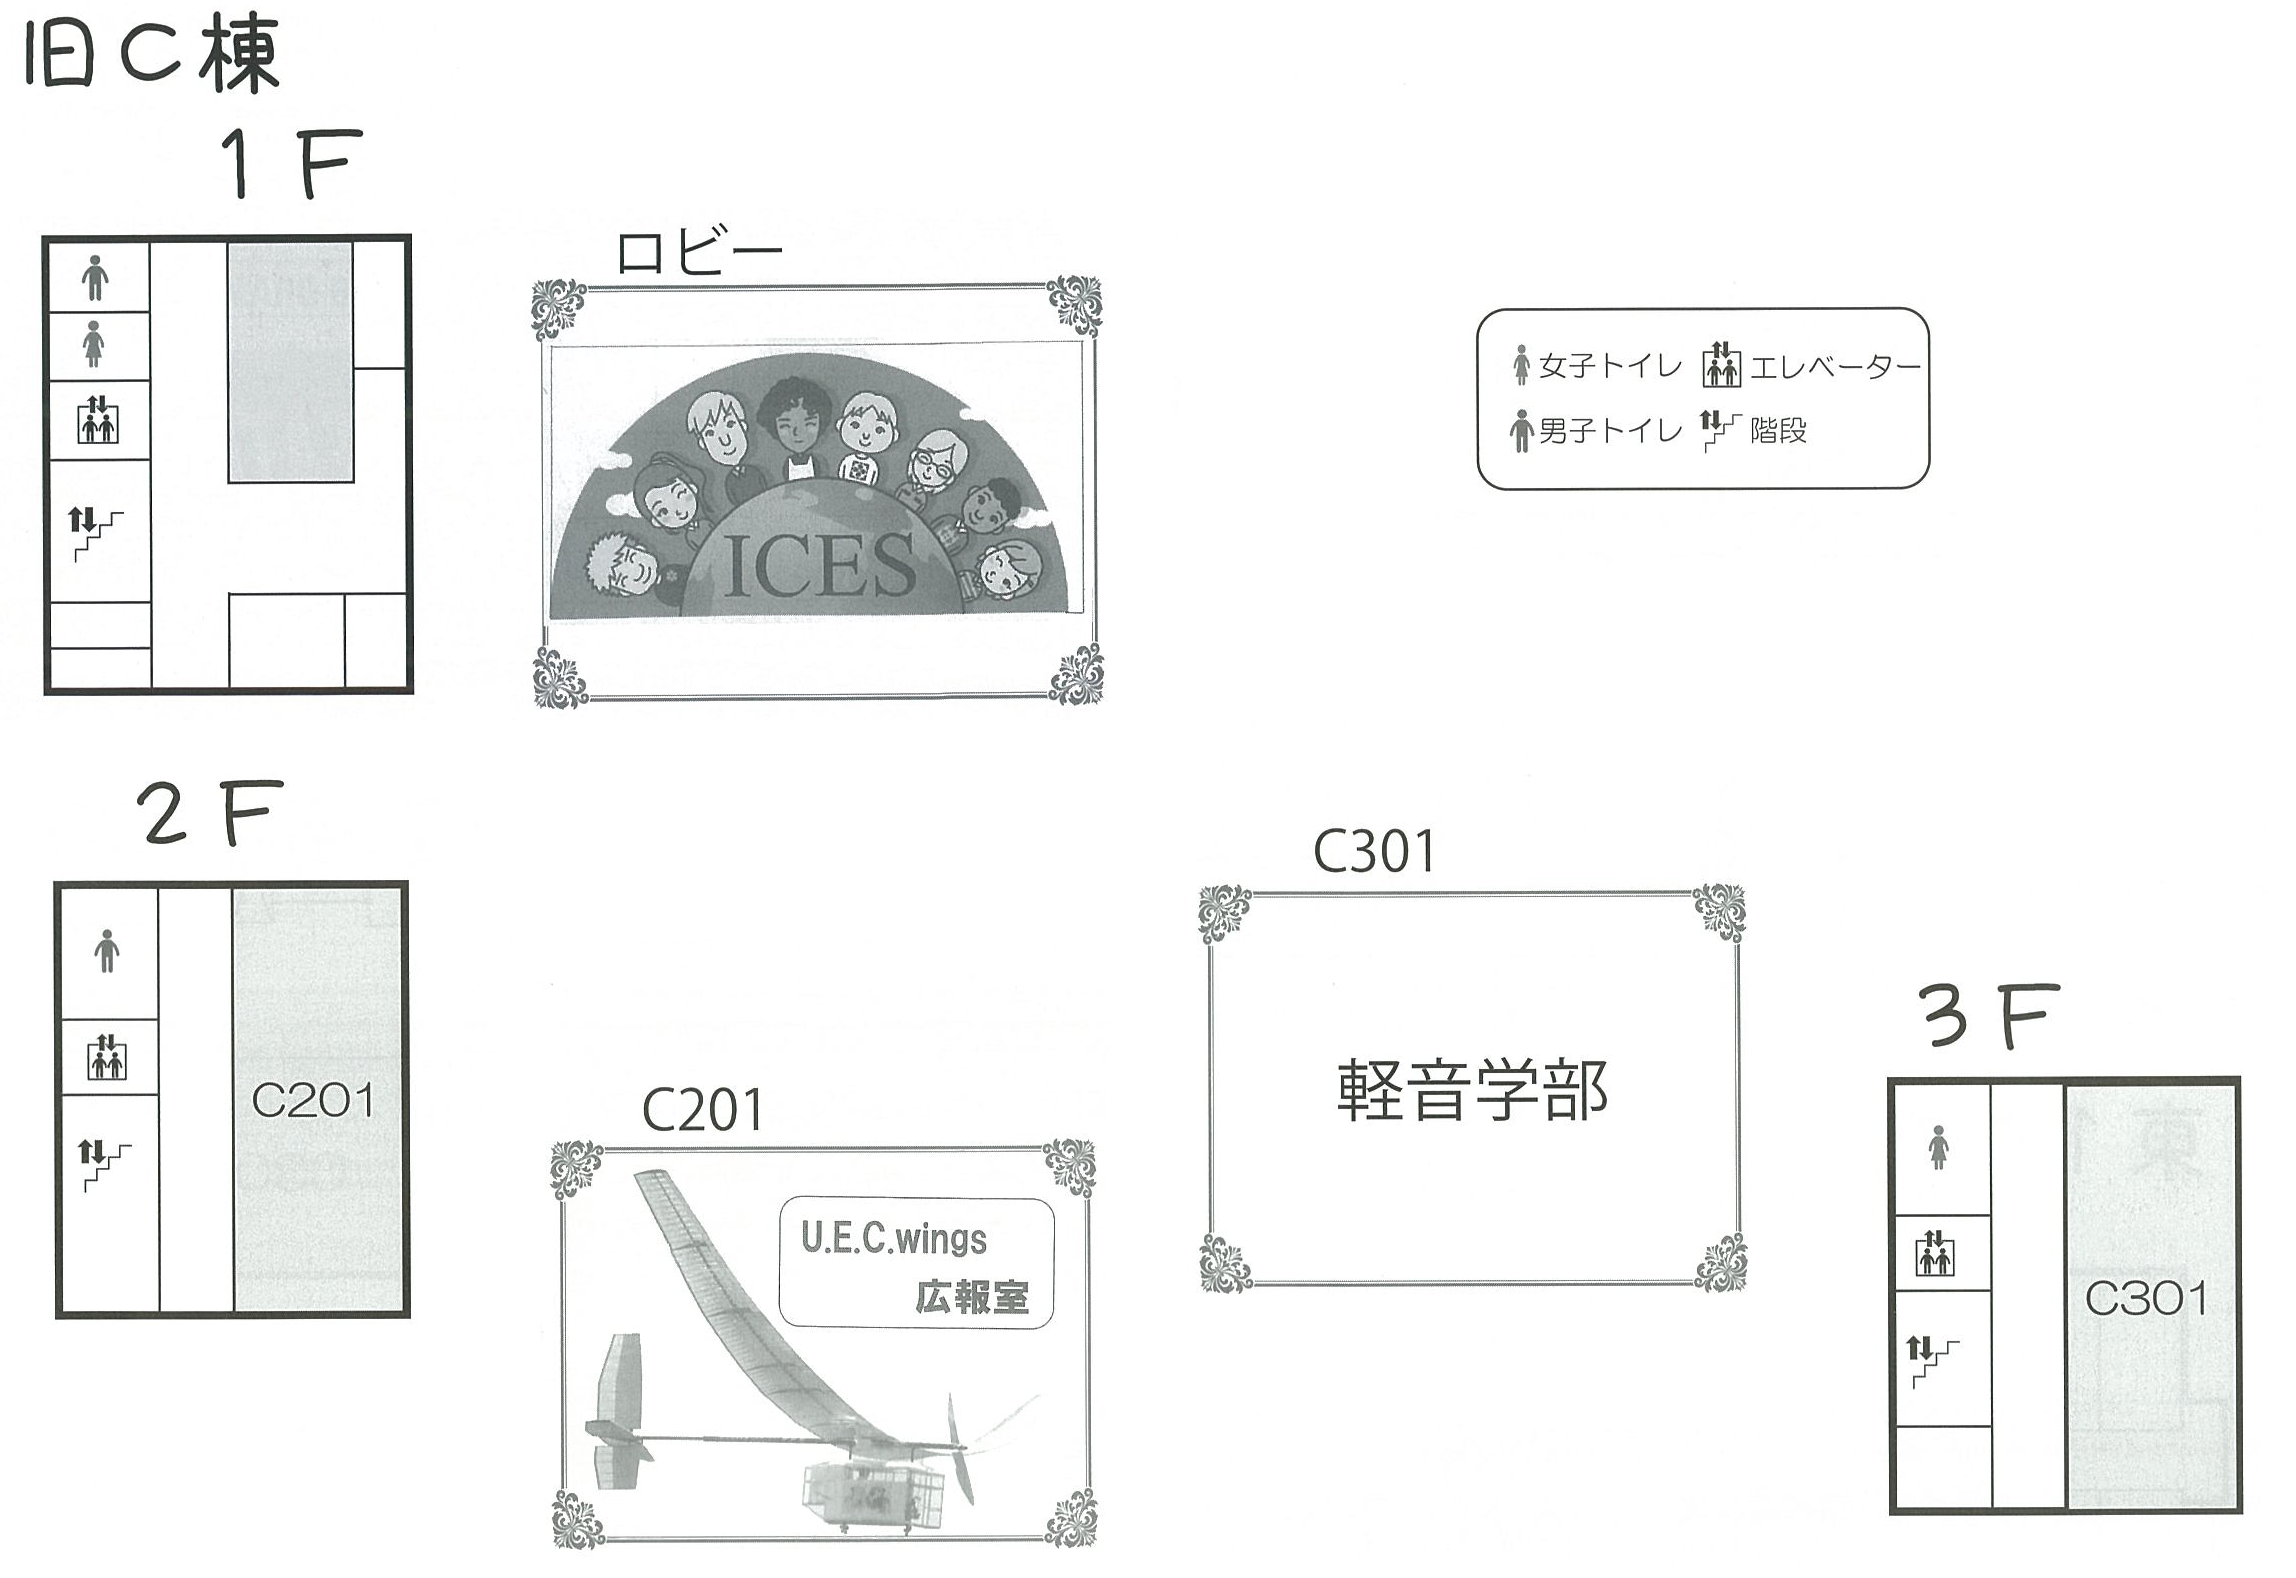 旧C棟
1F
ロビー
ICES
女子トイレ エレベーター
男子トイレ 階段
2F
C201
C201
U.E.C.wings
広報室
C301
軽音学部
3F
C301